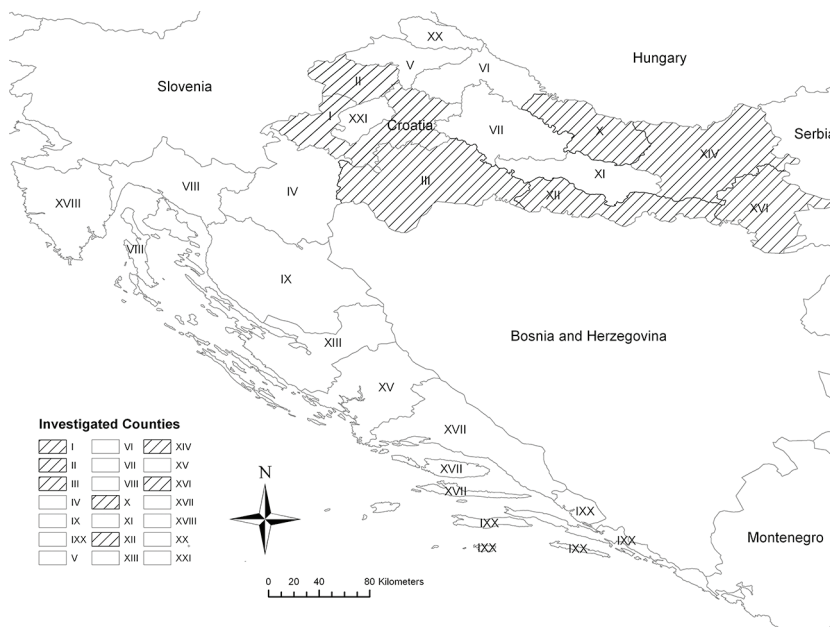 XX
Hungary
V
VI
Slovenia
II
I
XXI
Croatia
VII
X
Serbia
XIV
XI
III
XII
XVI
VIII
IV
XVIII
VIII
IX
Bosnia and Herzegovina
XIII
XV
XVII
XVII
XVII
IXX
IXX
IXX
IXX
IXX
Montenegro
Investigated Counties
I VI XIV
II VII XV
III VIII XVI
IV X XVII
IX XI XVIII
IXX XII XX
V XIII XXI
N
0 20 40 80 Kilometers